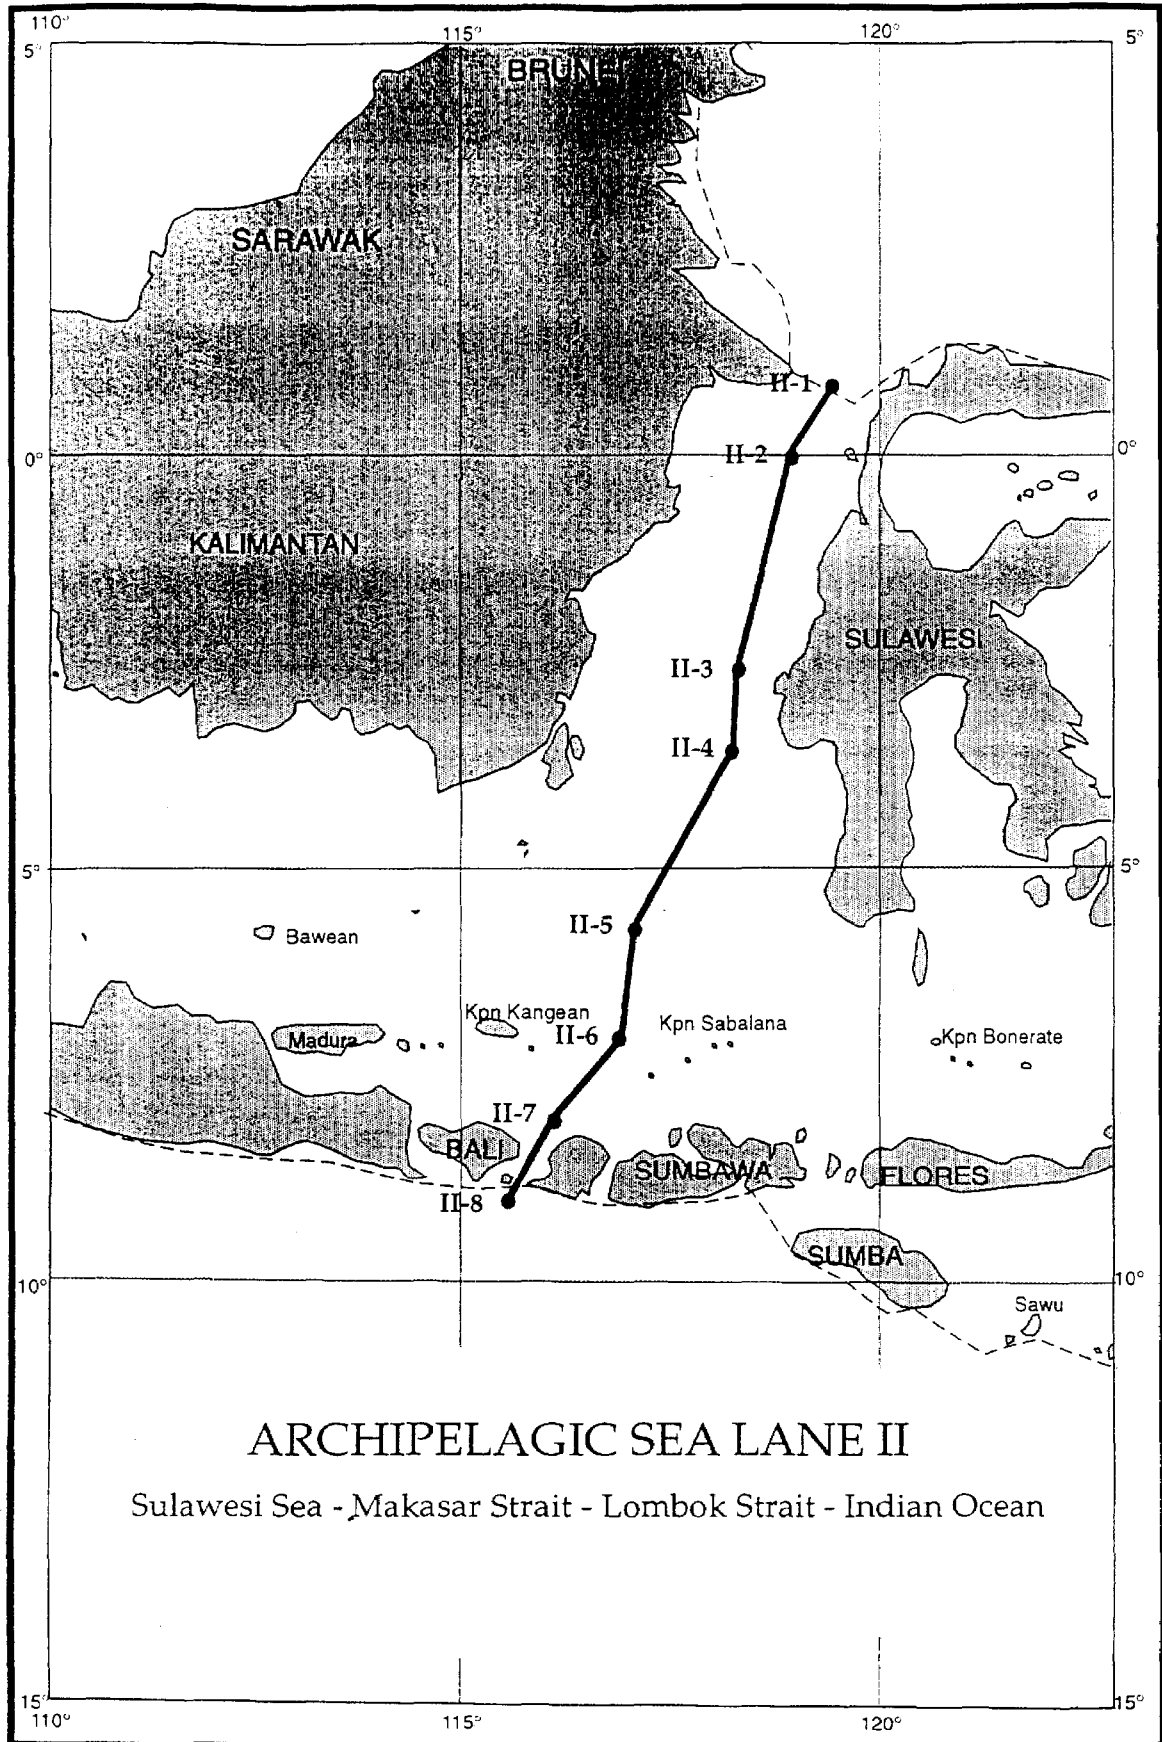 110°
115°
120°
5°
5°
BRUNEI
SARAWAK
II-1
0°
II-2
0°
KALIMANTAN
SULAWESI
II-3
II-4
5°
5°
II-5
Bawean
Kpn Kangean
Kpn Sabalana
II-6
Kpn Bonerate
Madura
II-7
BALI
SUMBAWA
FLORES
II-8
SUMBA
10°
10°
Sawu
ARCHIPELAGIC SEA LANE II
Sulawesi Sea - Makasar Strait - Lombok Strait - Indian Ocean
15°
15°
110°
115°
120°